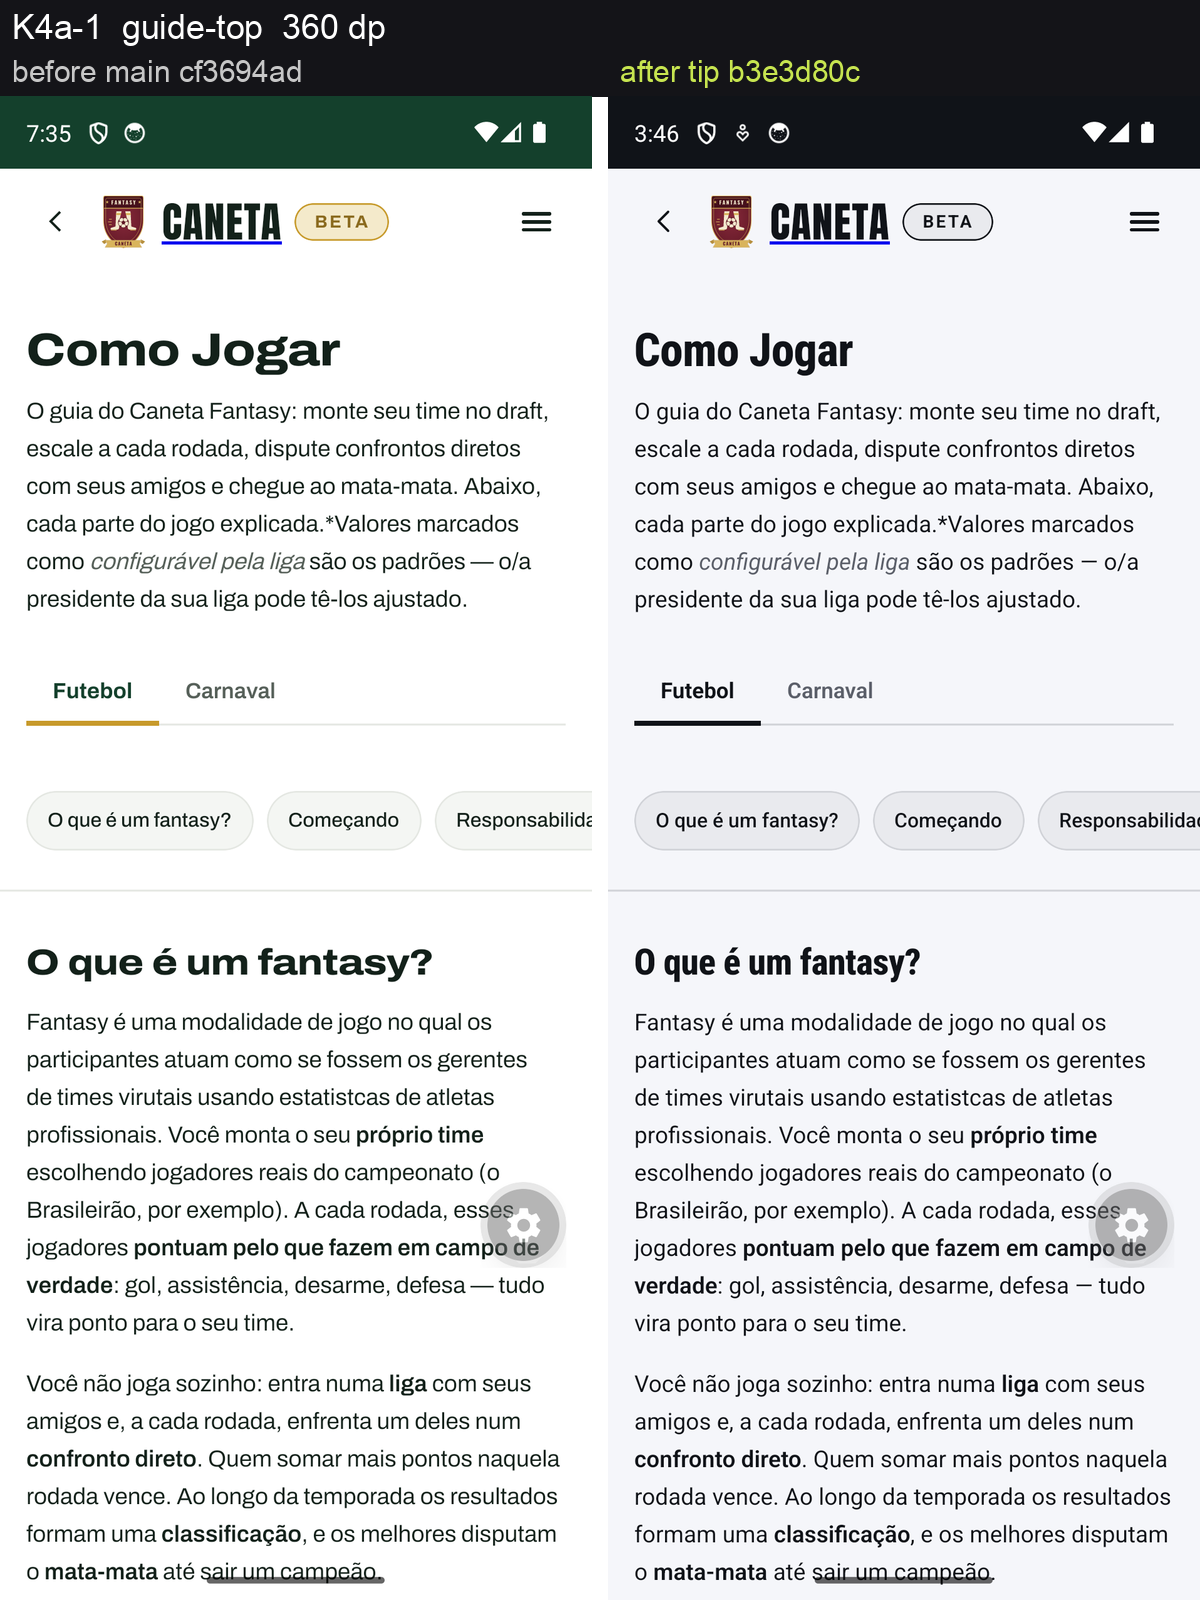 K4a-1 guide-top 360 dp
before main cf3694ad
7:35
FANTASY
CANETA
CANETA
BETA
Como Jogar
O guia do Caneta Fantasy: monte seu time no draft,
escale a cada rodada, dispute confrontos diretos
com seus amigos e chegue ao mata-mata. Abaixo,
cada parte do jogo explicada.*Valores marcados
como configurável pela liga são os padrões — o/a
presidente da sua liga pode tê-los ajustado.
Futebol Carnaval
O que é um fantasy? Começando Responsabilida
O que é um fantasy?
Fantasy é uma modalidade de jogo no qual os
participantes atuam como se fossem os gerentes
de times virutais usando estatistcas de atletas
profissionais. Você monta o seu próprio time
escolhendo jogadores reais do campeonato (o
Brasileirão, por exemplo). A cada rodada, esses
jogadores pontuam pelo que fazem em campo de
verdade: gol, assistência, desarme, defesa — tudo
vira ponto para o seu time.
Você não joga sozinho: entra numa liga com seus
amigos e, a cada rodada, enfrenta um deles num
confronto direto. Quem somar mais pontos naquela
rodada vence. Ao longo da temporada os resultados
formam uma classificação, e os melhores disputam
o mata-mata até sair um campeão.
after tip b3e3d80c
3:46
FANTASY
CANETA
CANETA
BETA
Como Jogar
O guia do Caneta Fantasy: monte seu time no draft,
escale a cada rodada, dispute confrontos diretos
com seus amigos e chegue ao mata-mata. Abaixo,
cada parte do jogo explicada.*Valores marcados
como configurável pela liga são os padrões — o/a
presidente da sua liga pode tê-los ajustado.
Futebol Carnaval
O que é um fantasy? Começando Responsabilidad
O que é um fantasy?
Fantasy é uma modalidade de jogo no qual os
participantes atuam como se fossem os gerentes
de times virutais usando estatistcas de atletas
profissionais. Você monta o seu próprio time
escolhendo jogadores reais do campeonato (o
Brasileirão, por exemplo). A cada rodada, esses
jogadores pontuam pelo que fazem em campo de
verdade: gol, assistência, desarme, defesa — tudo
vira ponto para o seu time.
Você não joga sozinho: entra numa liga com seus
amigos e, a cada rodada, enfrenta um deles num
confronto direto. Quem somar mais pontos naquela
rodada vence. Ao longo da temporada os resultados
formam uma classificação, e os melhores disputam
o mata-mata até sair um campeão.